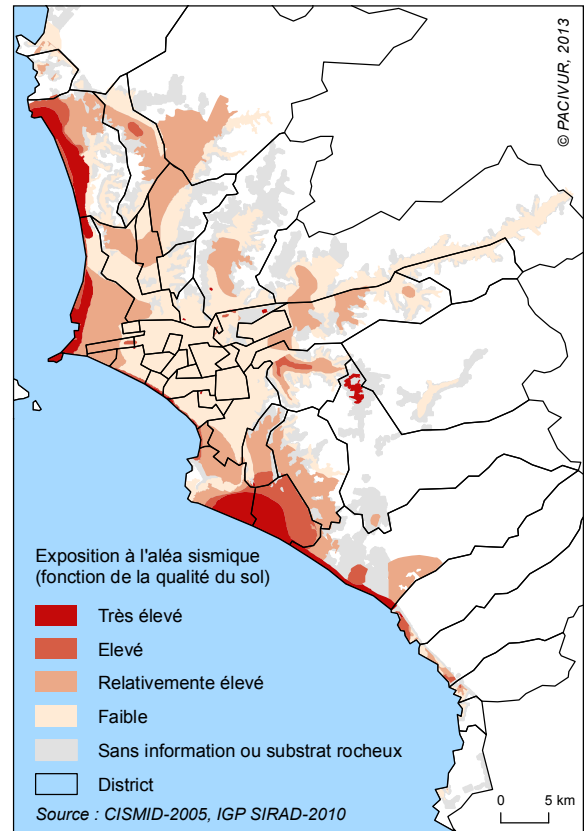 © PACIVUR, 2013
Exposition à l'aléa sismique
(fonction de la qualité du sol)
Très élevé
Elevé
Relativemente élevé
Faible
Sans information ou substrat rocheux
District
Source : CISMID-2005, IGP SIRAD-2010
0 5 km